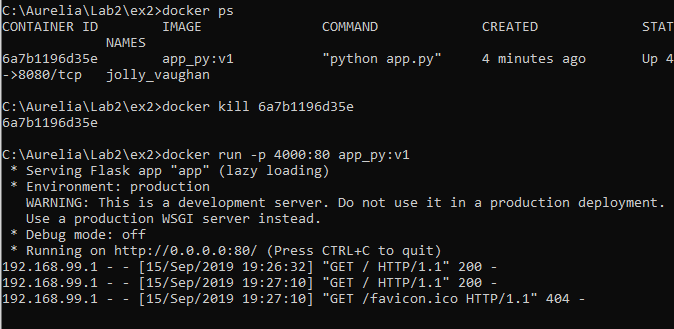 C:\Aurelia\Lab2\ex2>docker ps
CONTAINER ID        IMAGE               COMMAND             CREATED             STAT
               NAMES
6a7b1196d35e        app_py:v1           "python app.py"     4 minutes ago       Up 4
->8080/tcp   jolly_vaughan
C:\Aurelia\Lab2\ex2>docker kill 6a7b1196d35e
6a7b1196d35e
C:\Aurelia\Lab2\ex2>docker run -p 4000:80 app_py:v1
 * Serving Flask app "app" (lazy loading)
 * Environment: production
   WARNING: This is a development server. Do not use it in a production deployment.
   Use a production WSGI server instead.
 * Debug mode: off
 * Running on http://0.0.0.0:80/ (Press CTRL+C to quit)
192.168.99.1 - - [15/Sep/2019 19:26:32] "GET / HTTP/1.1" 200 -
192.168.99.1 - - [15/Sep/2019 19:27:10] "GET / HTTP/1.1" 200 -
192.168.99.1 - - [15/Sep/2019 19:27:10] "GET /favicon.ico HTTP/1.1" 404 -